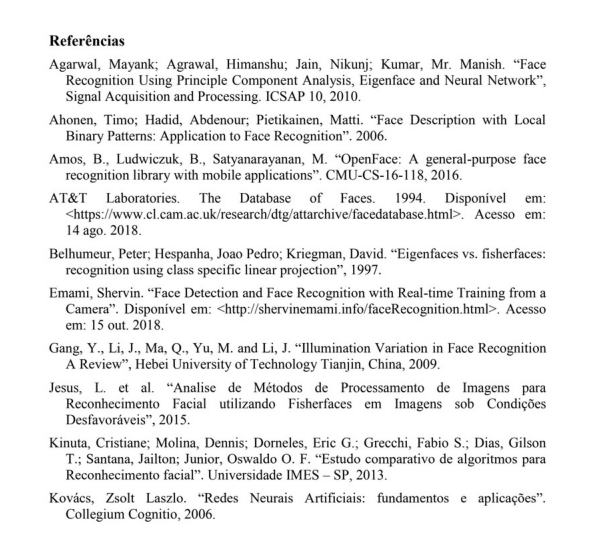 Referências
Agarwal, Mayank; Agrawal, Himanshu; Jain, Nikunj; Kumar, Mr. Manish. “Face
Recognition Using Principle Component Analysis, Eigenface and Neural Network”,
Signal Acquisition and Processing. ICSAP 10, 2010.
Ahonen, Timo; Hadid, Abdenour; Pietikainen, Matti. “Face Description with Local
Binary Patterns: Application to Face Recognition”. 2006.
Amos, B., Ludwiczuk, B., Satyanarayanan, M. “OpenFace: A general-purpose face
recognition library with mobile applications”. CMU-CS-16-118, 2016.
AT&T Laboratories. The Database of Faces. 1994. Disponível em:
<https://www.cl.cam.ac.uk/research/dtg/attarchive/facedatabase.html>. Acesso em:
14 ago. 2018.
Belhumeur, Peter; Hespanha, Joao Pedro; Kriegman, David. “Eigenfaces vs. fisherfaces:
recognition using class specific linear projection”, 1997.
Emami, Shervin. “Face Detection and Face Recognition with Real-time Training from a
Camera”. Disponível em: <http://shervinemami.info/faceRecognition.html>. Acesso
em: 15 out. 2018.
Gang, Y., Li, J., Ma, Q., Yu, M. and Li, J. “Illumination Variation in Face Recognition
A Review”, Hebei University of Technology Tianjin, China, 2009.
Jesus, L. et al. “Analise de Métodos de Processamento de Imagens para
Reconhecimento Facial utilizando Fisherfaces em Imagens sob Condições
Desfavoráveis”, 2015.
Kinuta, Cristiane; Molina, Dennis; Dorneles, Eric G.; Grecchi, Fabio S.; Dias, Gilson
T.; Santana, Jailton; Junior, Oswaldo O. F. “Estudo comparativo de algoritmos para
Reconhecimento facial”. Universidade IMES – SP, 2013.
Kovács, Zsolt Laszlo. “Redes Neurais Artificiais: fundamentos e aplicações”.
Collegium Cognitio, 2006.